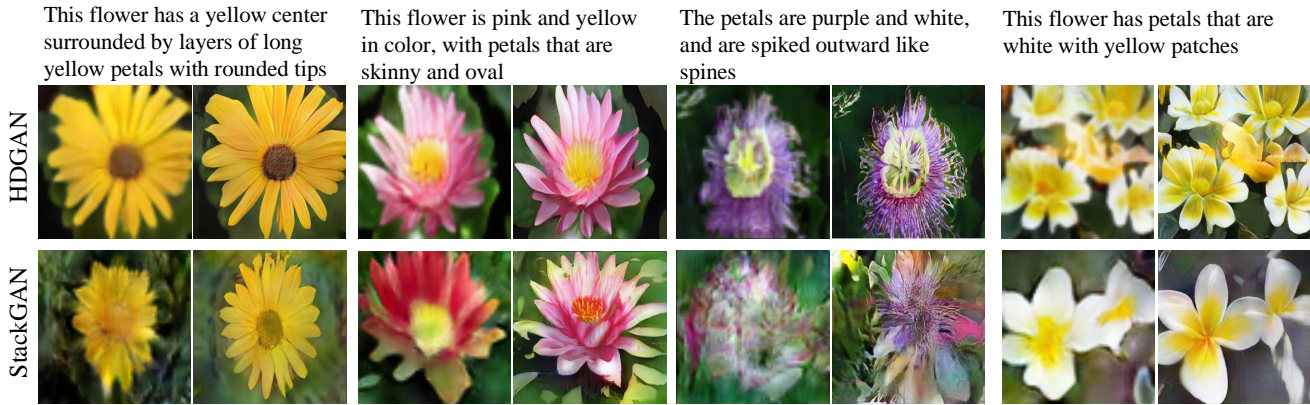 This flower has a yellow center
surrounded by layers of long
yellow petals with rounded tips
This flower is pink and yellow
in color, with petals that are
skinny and oval
The petals are purple and white,
and are spiked outward like
spines
This flower has petals that are
white with yellow patches
HDGAN
StackGAN